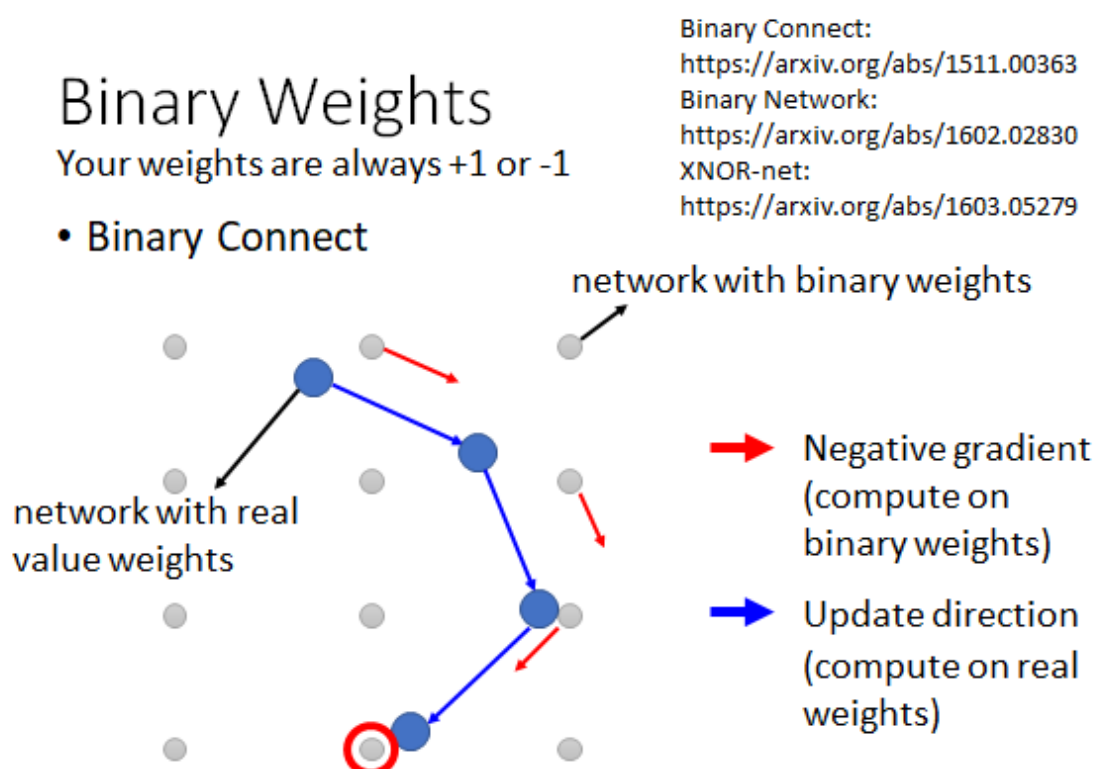 Binary Weights
Your weights are always +1 or -1
Binary Connect:
https://arxiv.org/abs/1511.00363
Binary Network:
https://arxiv.org/abs/1602.02830
XNOR-net:
https://arxiv.org/abs/1603.05279
• Binary Connect
network with binary weights
network with real
value weights
Negative gradient
(compute on
binary weights)
Update direction
(compute on real
weights)